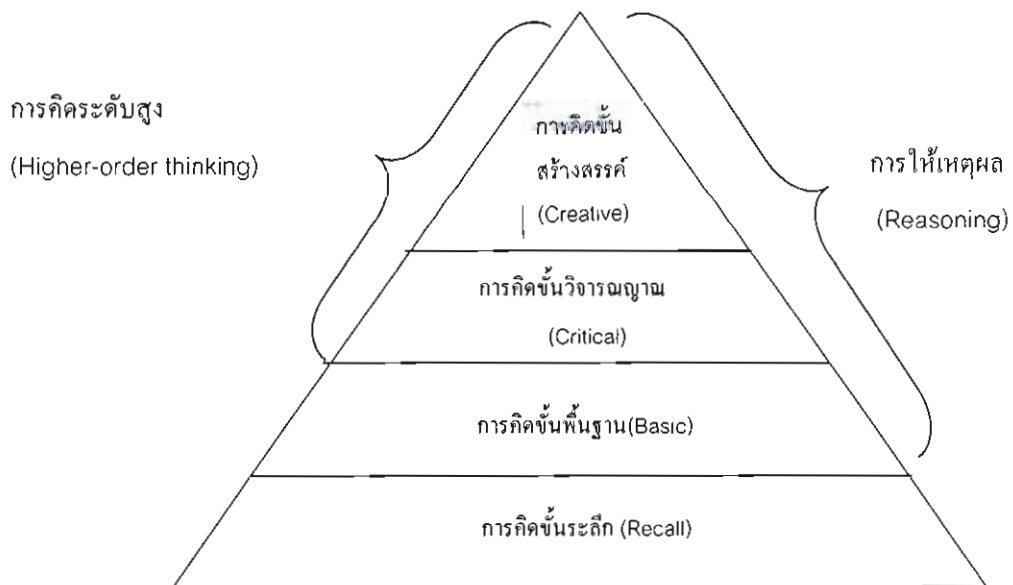 การคิดระดับสูง
(Higher-order thinking)
การคิดขั้น
สร้างสรรค์
(Creative)
การให้เหตุผล
(Reasoning)
การคิดขั้นวิจารณญาณ
(Critical)
การคิดขั้นพื้นฐาน(Basic)
การคิดขั้นระลึก (Recall)